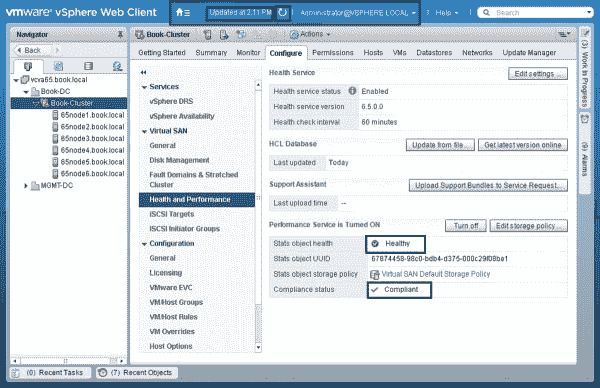 vmware® vSphere Web Client
Updated at 2:11 PM
Administrator@VSPHERE.LOCAL
Help
Search
Navigator
Back
vcva65.book.local
Book-DC
Book-Cluster
65node1.book.local
65node2.book.local
65node3.book.local
65node4.book.local
65node5.book.local
65node6.book.local
MGMT-DC
Book-Cluster
Actions
Getting Started Summary Monitor Configure Permissions Hosts VMs Datastores Networks Update Manager
Services
vSphere DRS
vSphere Availability
Virtual SAN
General
Disk Management
Fault Domains & Stretched
Cluster
Health and Performance
iSCSI Targets
iSCSI Initiator Groups
Configuration
General
Licensing
VMware EVC
VM/Host Groups
VM/Host Rules
VM Overrides
Host Options
Health Service
Edit settings ...
Health service status Enabled
Health service version 6.5.0.0
Health check interval 60 minutes
HCL Database
Update from file... Get latest version online
Last updated Today
Support Assistant
Upload Support Bundles to Service Request...
Last upload time --
Performance Service is Turned ON
Turn off Edit storage policy...
Stats object health Healthy
Stats object UUID 67874458-98c0-bdb4-d375-000c29f08be1
Stats object storage policy Virtual SAN Default Storage Policy
Compliance status Compliant
(3) Work In Progress
(9) Alarms
(0) Recent Tasks (7) Recent Objects